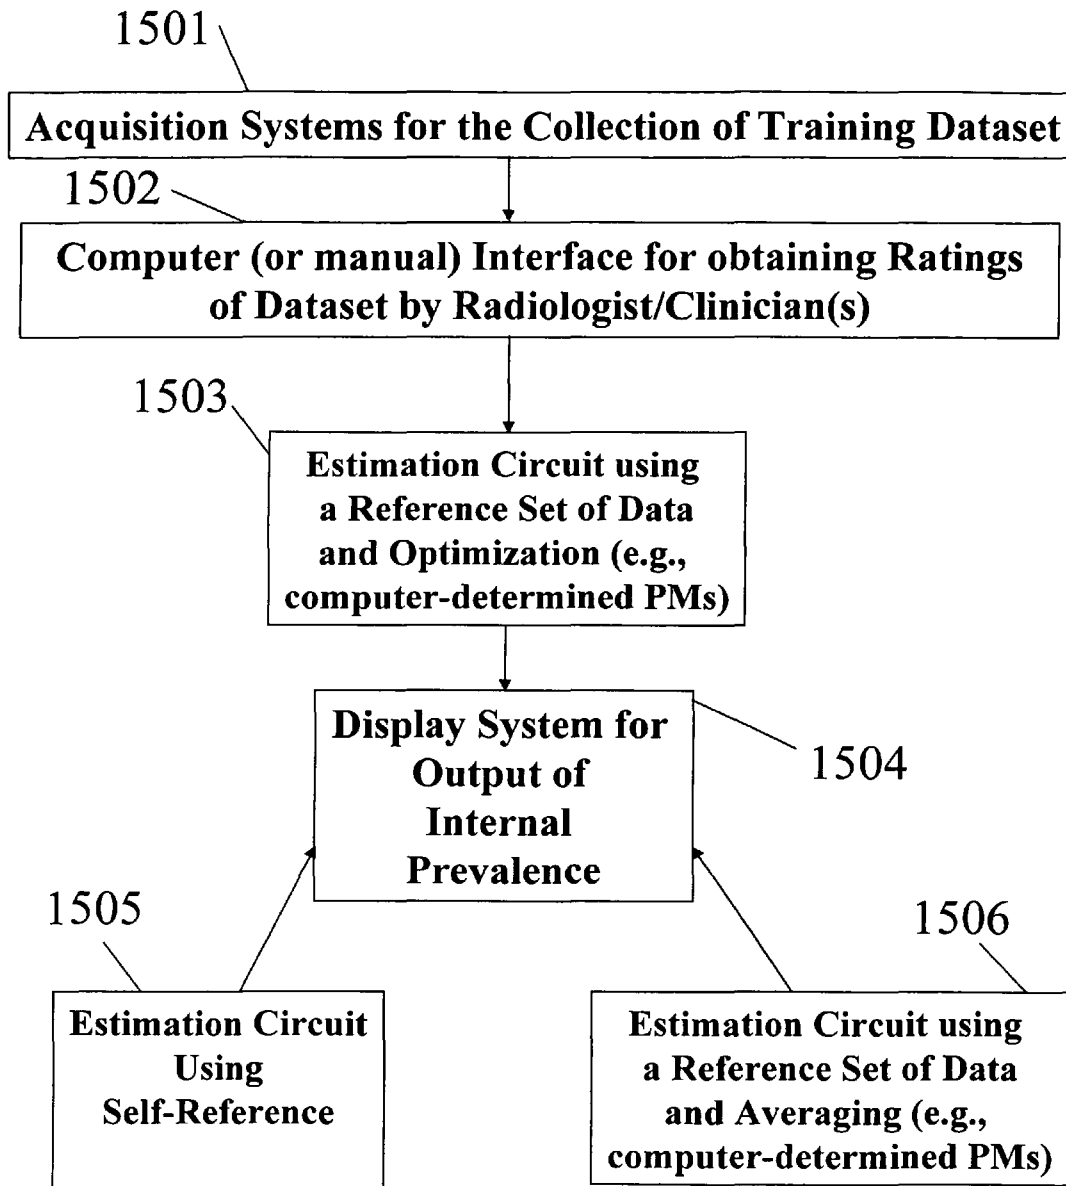 1501
Acquisition Systems for the Collection of Training Dataset
1502
Computer (or manual) Interface for obtaining Ratings
of Dataset by Radiologist/Clinician(s)
1503
Estimation Circuit using
a Reference Set of Data
and Optimization (e.g.,
computer-determined PMs)
Display System for
Output of
Internal
Prevalence
1504
1505
Estimation Circuit
Using
Self-Reference
1506
Estimation Circuit using
a Reference Set of Data
and Averaging (e.g.,
computer-determined PMs)